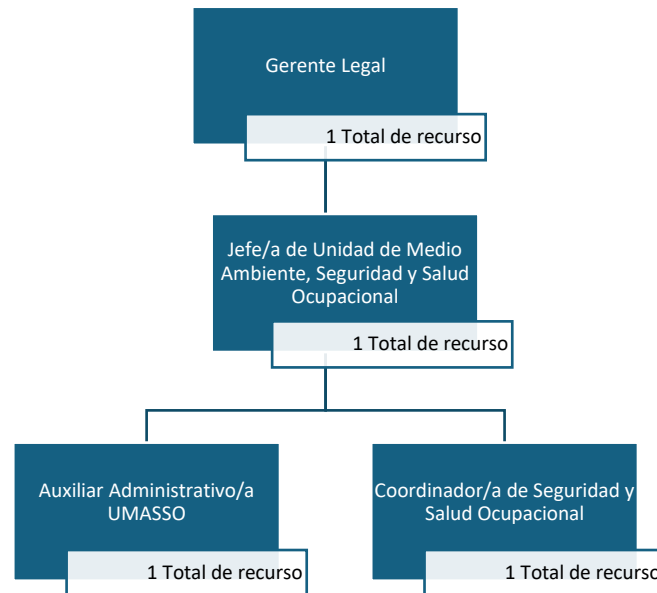 Gerente Legal
1 Total de recurso
Jefe/a de Unidad de Medio
Ambiente, Seguridad y Salud
Ocupacional
1 Total de recurso
Auxiliar Administrativo/a
UMASSO
1 Total de recurso
Coordinador/a de Seguridad y
Salud Ocupacional
1 Total de recurso